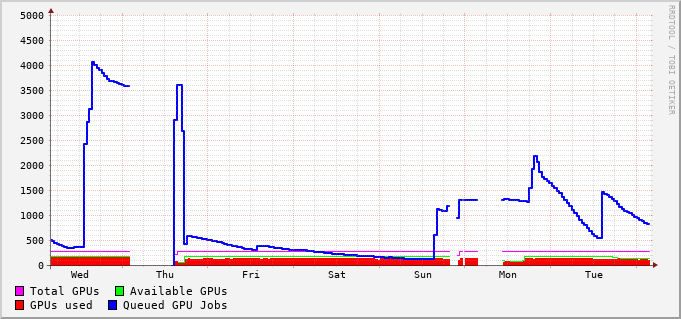 RRDTOOL / TOBI OETIKER
5000
4500
4000
3500
3000
2500
2000
1500
1000
500
0
Wed Thu Fri Sat Sun Mon Tue
Total GPUs Available GPUs
GPUs used Queued GPU Jobs